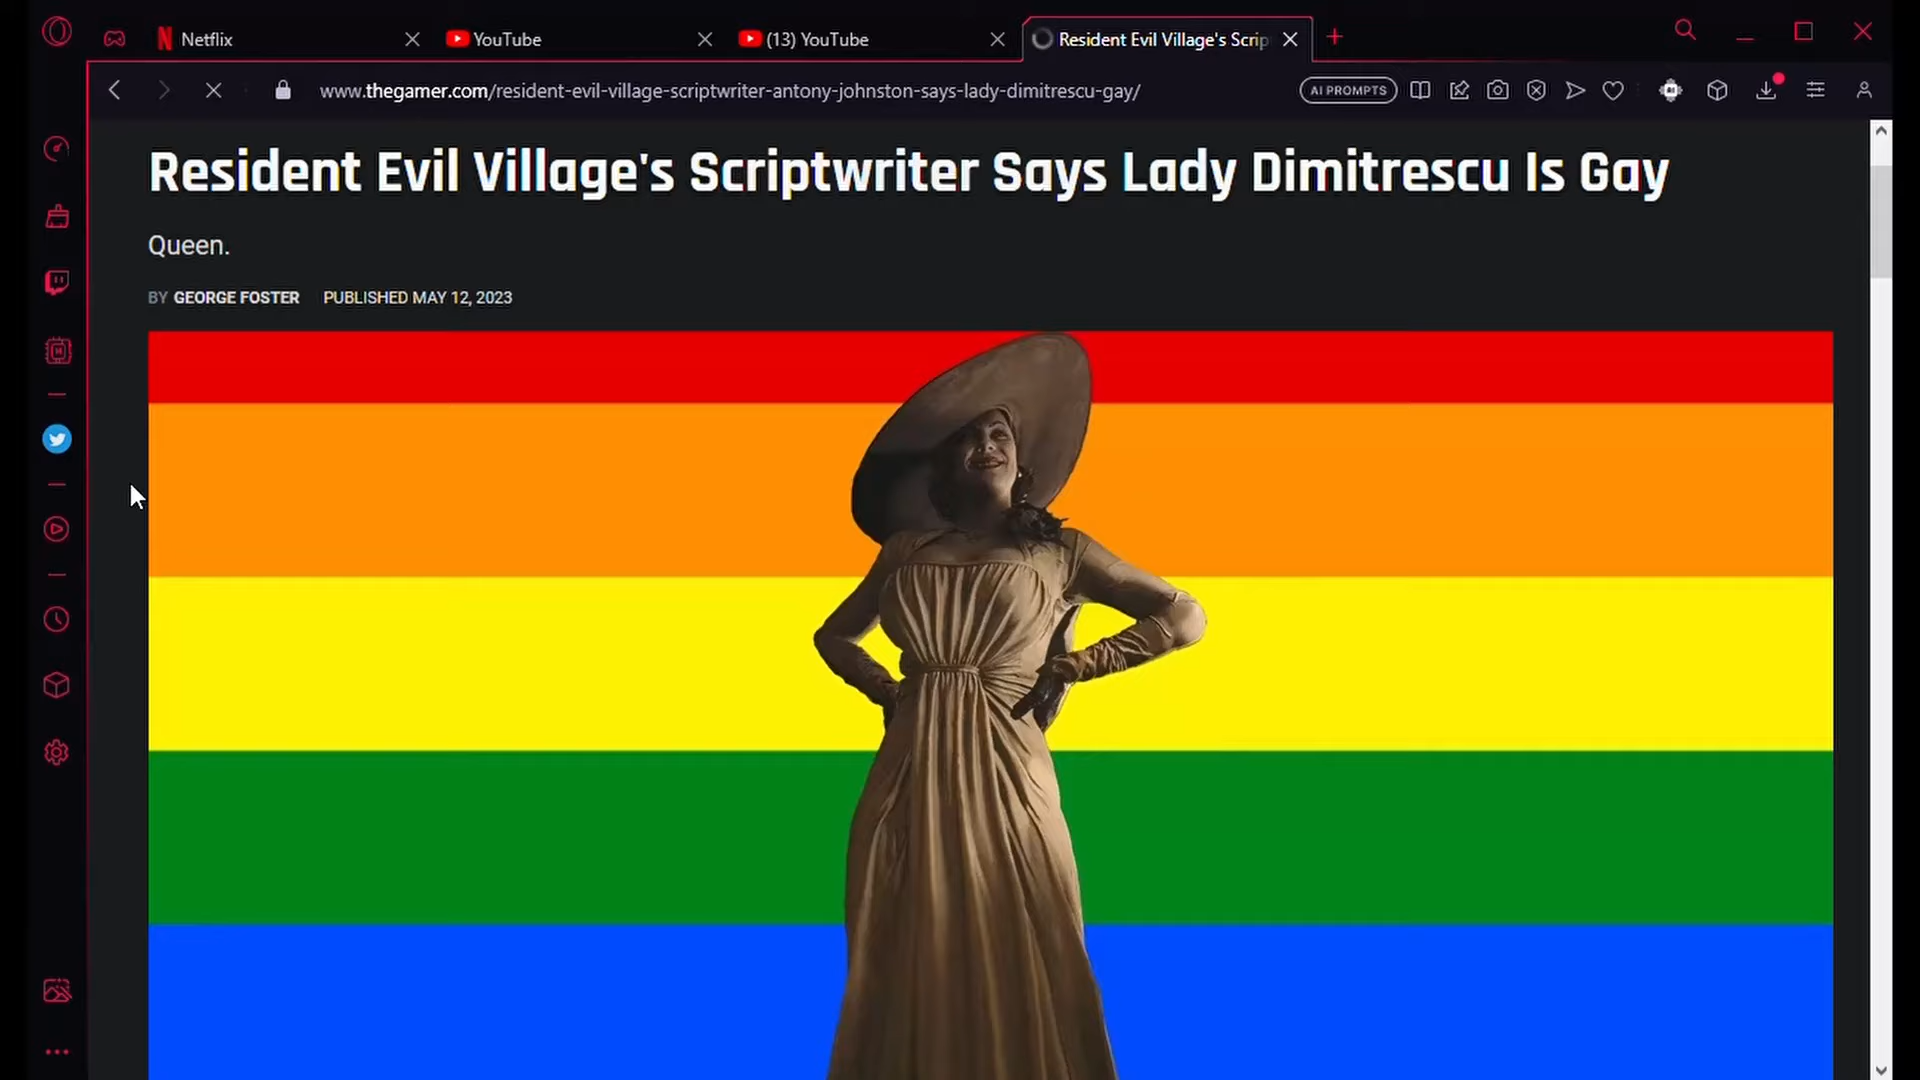 Netflix
YouTube
(13) YouTube
Resident Evil Village's Scrip
www.thegamer.com/resident-evil-village-scriptwriter-antony-johnston-says-lady-dimitrescu-gay/
AI PROMPTS
Resident Evil Village's Scriptwriter Says Lady Dimitrescu Is Gay
Queen.
BY GEORGE FOSTER PUBLISHED MAY 12, 2023